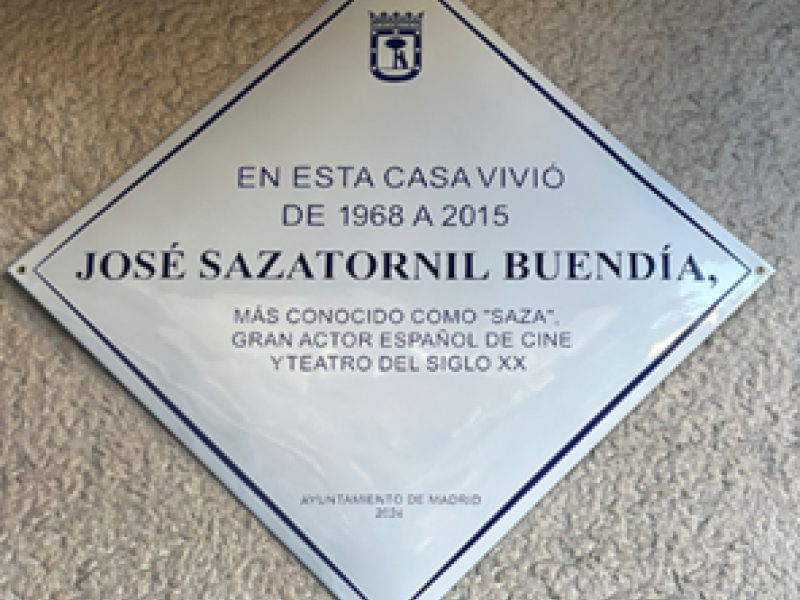 EN ESTA CASA VIVIÓ
DE 1968 A 2015
JOSÉ SAZATORNIL BUENDÍA,
MÁS CONOCIDO COMO "SAZA",
GRAN ACTOR ESPAÑOL DE CINE
Y TEATRO DEL SIGLO XX
AYUNTAMIENTO DE MADRID
2024